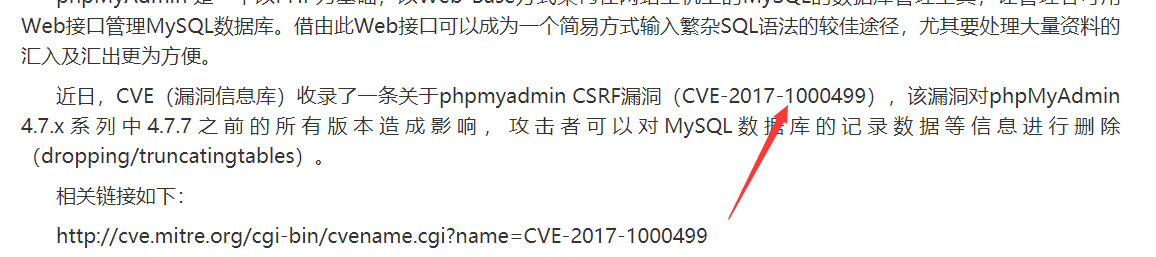 phpMyAdmin 是一个以PHP为基础，以Web-Base方式架构在网站主机上的MySQL的数据库管理工具，让管理者可用
Web接口管理MySQL数据库。借由此Web接口可以成为一个简易方式输入繁杂SQL语法的较佳途径，尤其要处理大量资料的
汇入及汇出更为方便。
近日，CVE（漏洞信息库）收录了一条关于phpmyadmin CSRF漏洞（CVE-2017-1000499），该漏洞对phpMyAdmin
4.7.x系列中4.7.7之前的所有版本造成影响，攻击者可以对MySQL数据库的记录数据等信息进行删除
（dropping/truncatingtables）。
相关链接如下：
http://cve.mitre.org/cgi-bin/cvename.cgi?name=CVE-2017-1000499